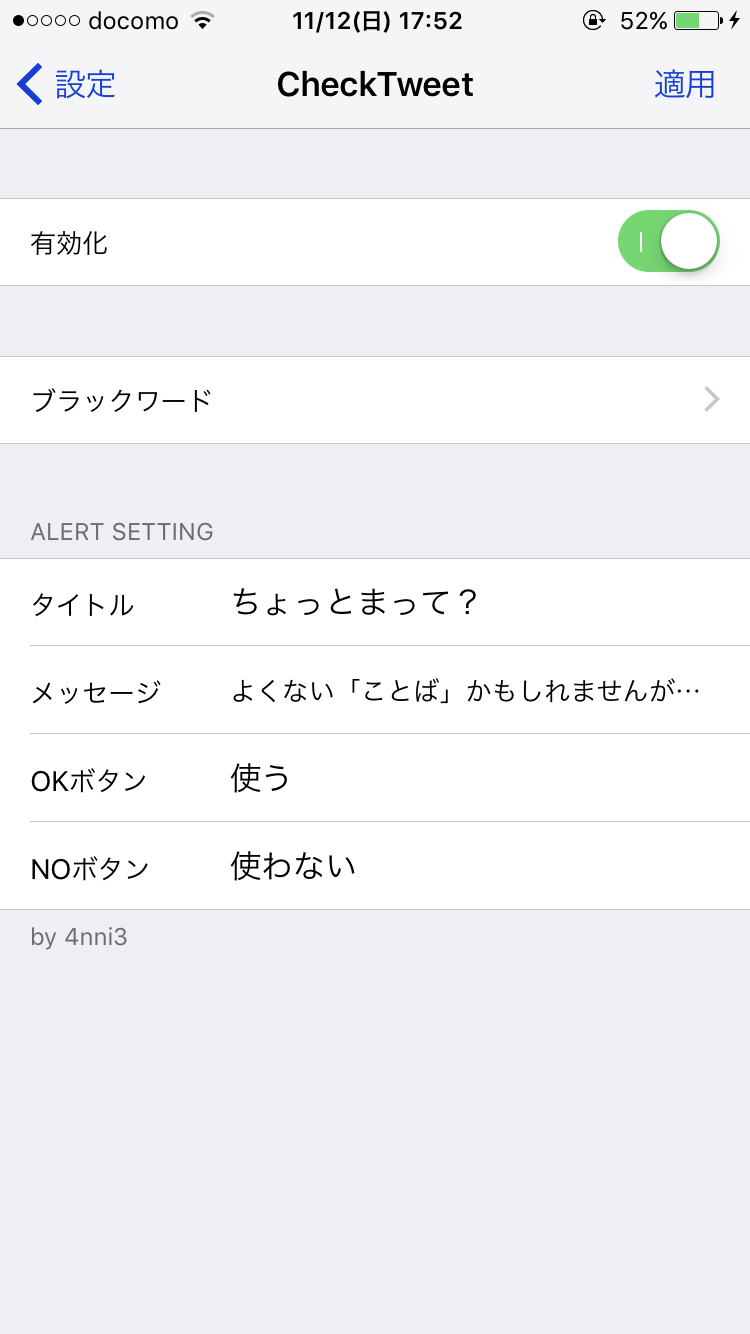 docomo 11/12(日) 17:52 52%
設定 CheckTweet 適用
有効化
ブラックワード
ALERT SETTING
タイトル ちょっとまって？
メッセージ よくない「ことば」かもしれませんが…
OKボタン 使う
NOボタン 使わない
by 4nni3